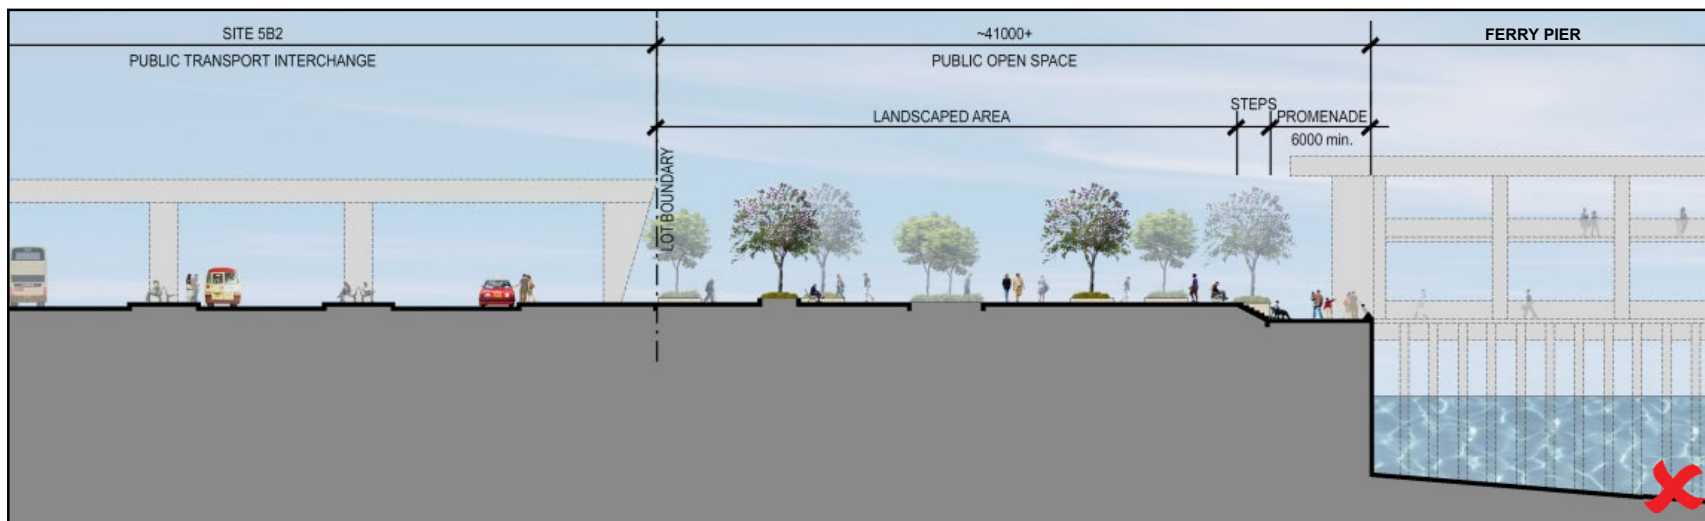 SITE 5B2
~41000+
FERRY PIER
PUBLIC TRANSPORT INTERCHANGE
PUBLIC OPEN SPACE
STEPS
LANDSCAPED AREA
PROMENADE
6000 min.
LOT BOUNDARY